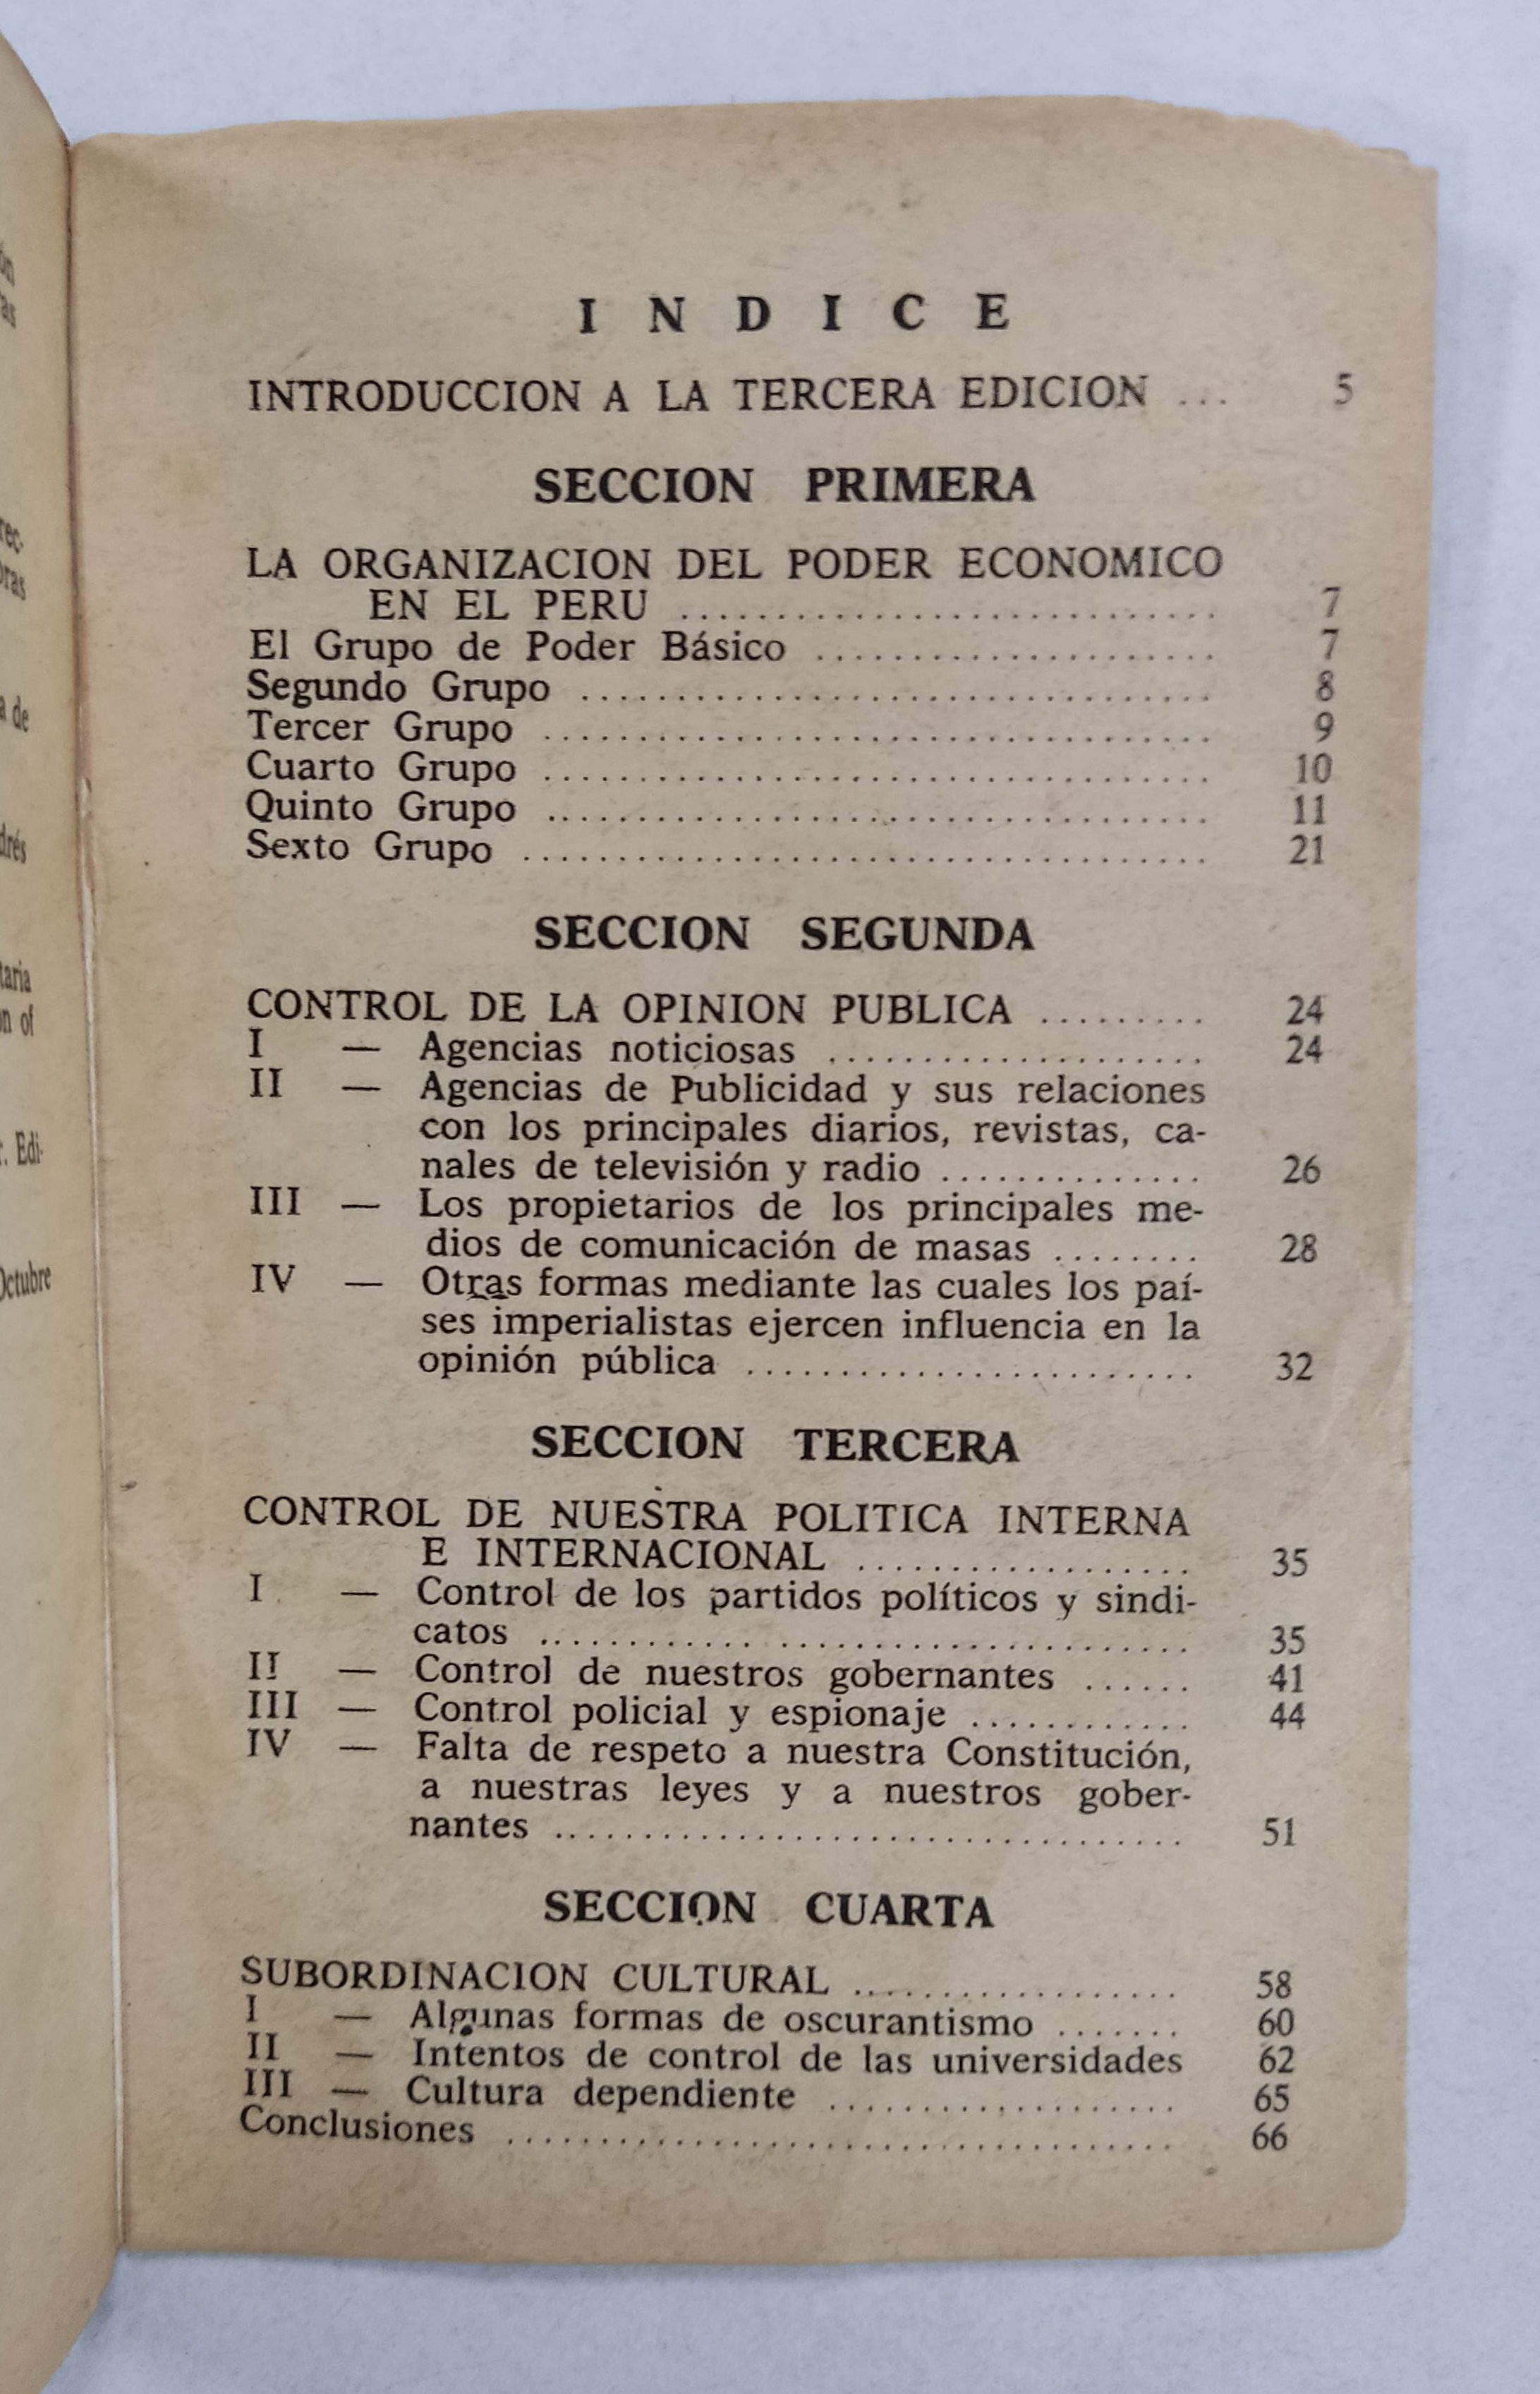 I N D I C E
INTRODUCCION A LA TERCERA EDICION ... 5
SECCION PRIMERA
LA ORGANIZACION DEL PODER ECONOMICO
EN EL PERU ............................. 7
El Grupo de Poder Básico ..................... 7
Segundo Grupo ................................. 8
Tercer Grupo ................................... 9
Cuarto Grupo ................................... 10
Quinto Grupo ................................... 11
Sexto Grupo .................................... 21
SECCION SEGUNDA
CONTROL DE LA OPINION PUBLICA ......... 24
I — Agencias noticiosas .................... 24
II — Agencias de Publicidad y sus relaciones
con los principales diarios, revistas, ca-
nales de televisión y radio .............. 26
III — Los propietarios de los principales me-
dios de comunicación de masas ........ 28
IV — Otras formas mediante las cuales los paí-
ses imperialistas ejercen influencia en la
opinión pública ........................ 32
SECCION TERCERA
CONTROL DE NUESTRA POLITICA INTERNA
E INTERNACIONAL .................. 35
I — Control de los partidos políticos y sindi-
catos .................................. 35
II — Control de nuestros gobernantes ...... 41
III — Control policial y espionaje ............ 44
IV — Falta de respeto a nuestra Constitución,
a nuestras leyes y a nuestros gober-
nantes .................................. 51
SECCION CUARTA
SUBORDINACION CULTURAL .................. 58
I — Algunas formas de oscurantismo ....... 60
II — Intentos de control de las universidades 62
III — Cultura dependiente ................... 65
Conclusiones .................................... 66
a de
r. Edi-
Octubre